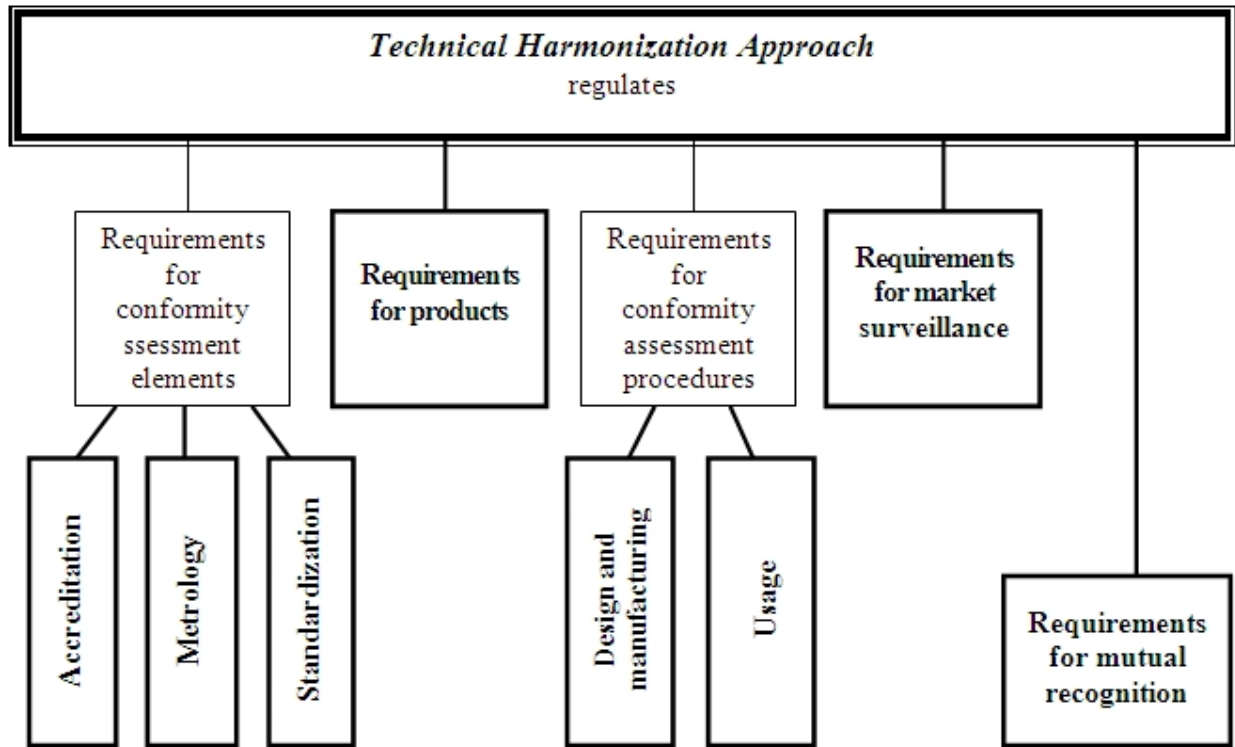 Technical Harmonization Approach
regulates
Requirements
for
conformity
ssessment
elements
Requirements
for products
Requirements
for
conformity
assessment
procedures
Requirements
for market
surveillance
Accreditation
Metrology
Standardization
Design and
manufacturing
Usage
Requirements
for mutual
recognition